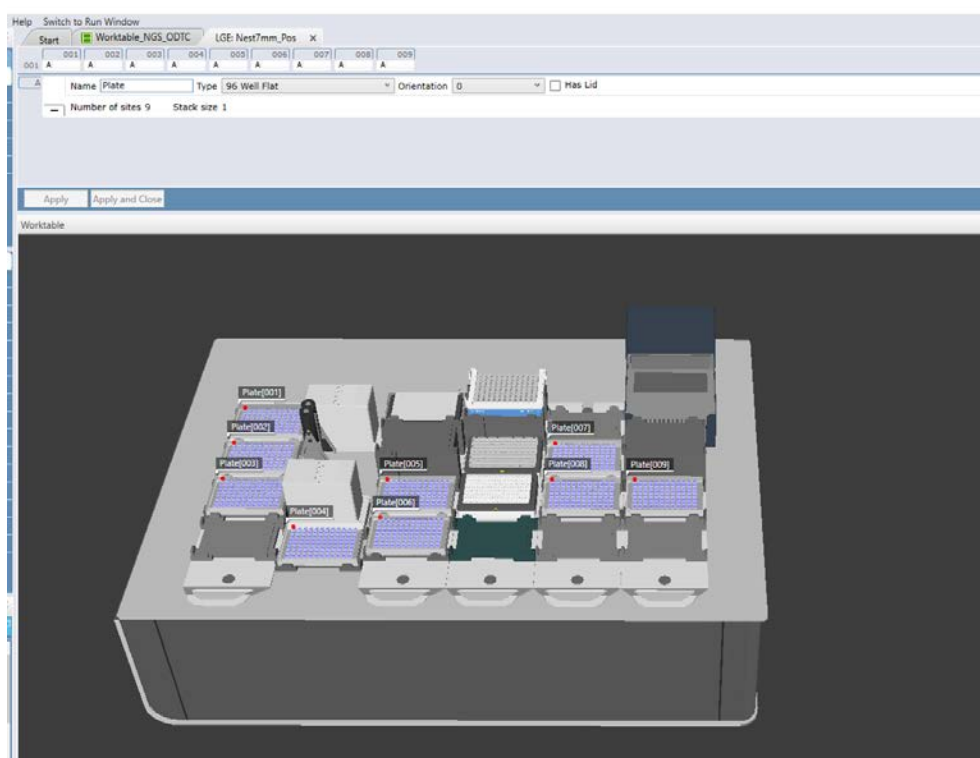 Help Switch to Run Window
Start Worktable_NGS_ODTC LGE: Nest7mm_Pos X
001 002 003 004 005 006 007 008 009
001 A A A A A A A A A
A Name Plate Type 96 Well Flat Orientation 0 Has Lid
Number of sites 9 Stack size 1
Apply Apply and Close
Worktable
Plate[001]
Plate[002]
Plate[007]
Plate[003]
Plate[005]
Plate[008]
Plate[009]
Plate[006]
Plate[004]